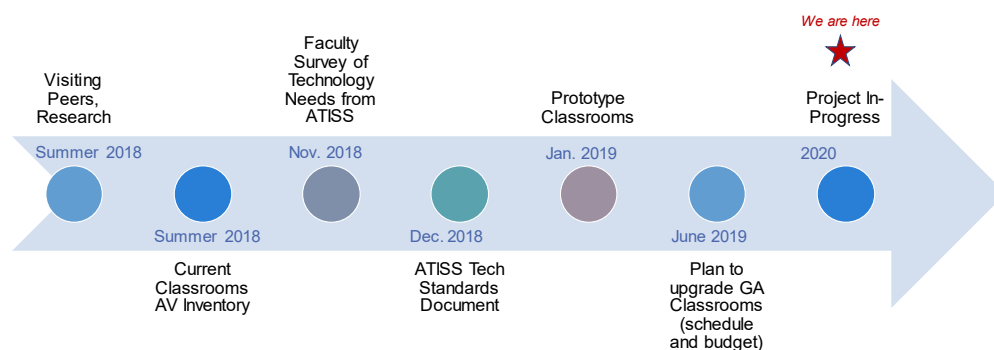 We are here
Visiting
Peers,
Research
Summer 2018
Summer 2018
Current
Classrooms
AV Inventory
Faculty
Survey of
Technology
Needs from
ATISS
Nov. 2018
Dec. 2018
ATISS Tech
Standards
Document
Prototype
Classrooms
Jan. 2019
June 2019
Plan to
upgrade GA
Classrooms
(schedule
and budget)
Project In-
Progress
2020